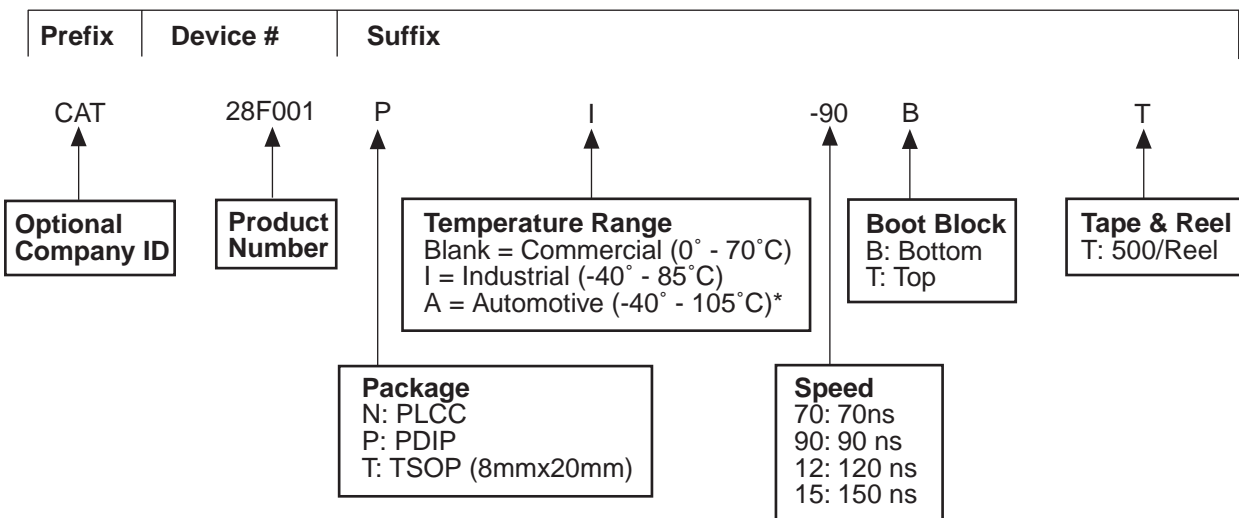 Prefix Device # Suffix
CAT 28F001 P I -90 B T
Optional
Company ID
Product
Number
Temperature Range
Blank = Commercial (0˚ - 70˚C)
I = Industrial (-40˚ - 85˚C)
A = Automotive (-40˚ - 105˚C)*
Boot Block
B: Bottom
T: Top
Tape & Reel
T: 500/Reel
Package
N: PLCC
P: PDIP
T: TSOP (8mmx20mm)
Speed
70: 70ns
90: 90 ns
12: 120 ns
15: 150 ns